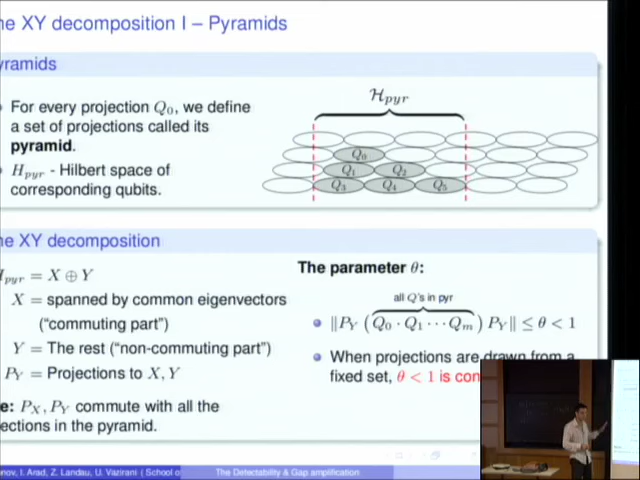 he XY decomposition I – Pyramids
yramids
For every projection Q₀, we define
a set of projections called its
pyramid.
H_pyr - Hilbert space of
corresponding qubits.
H_pyr
Q₀
Q₁ Q₂
Q₃ Q₄ Q₅
he XY decomposition
_pyr = X ⊕ Y
X = spanned by common eigenvectors
("commuting part")
Y = The rest ("non-commuting part")
P_Y = Projections to X, Y
e: P_X, P_Y commute with all the
ections in the pyramid.
The parameter θ:
all Q's in pyr
‖P_Y (Q₀ · Q₁ ⋯ Q_m) P_Y‖ ≤ θ < 1
When projections are drawn from a
fixed set, θ < 1 is con
onov, I. Arad, Z. Landau, U. Vazirani ( School o
The Detectability & Gap amplification